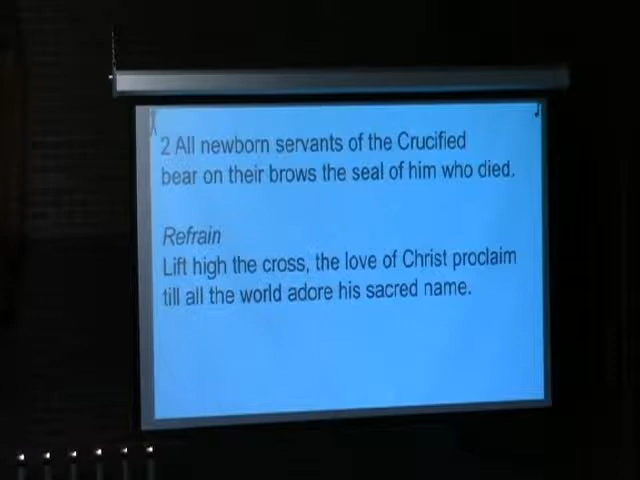 2 All newborn servants of the Crucified
bear on their brows the seal of him who died.
Refrain
Lift high the cross, the love of Christ proclaim
till all the world adore his sacred name.